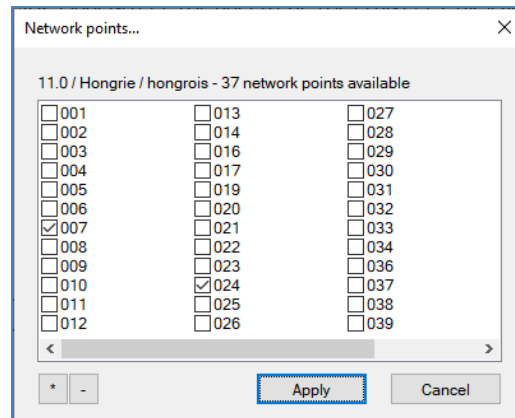 Network points...
11.0 / Hongrie / hongrois - 37 network points available
001 013 027
002 014 028
003 016 029
004 017 030
005 019 031
006 020 032
007 021 033
008 022 034
009 023 036
010 024 037
011 025 038
012 026 039
* - Apply Cancel